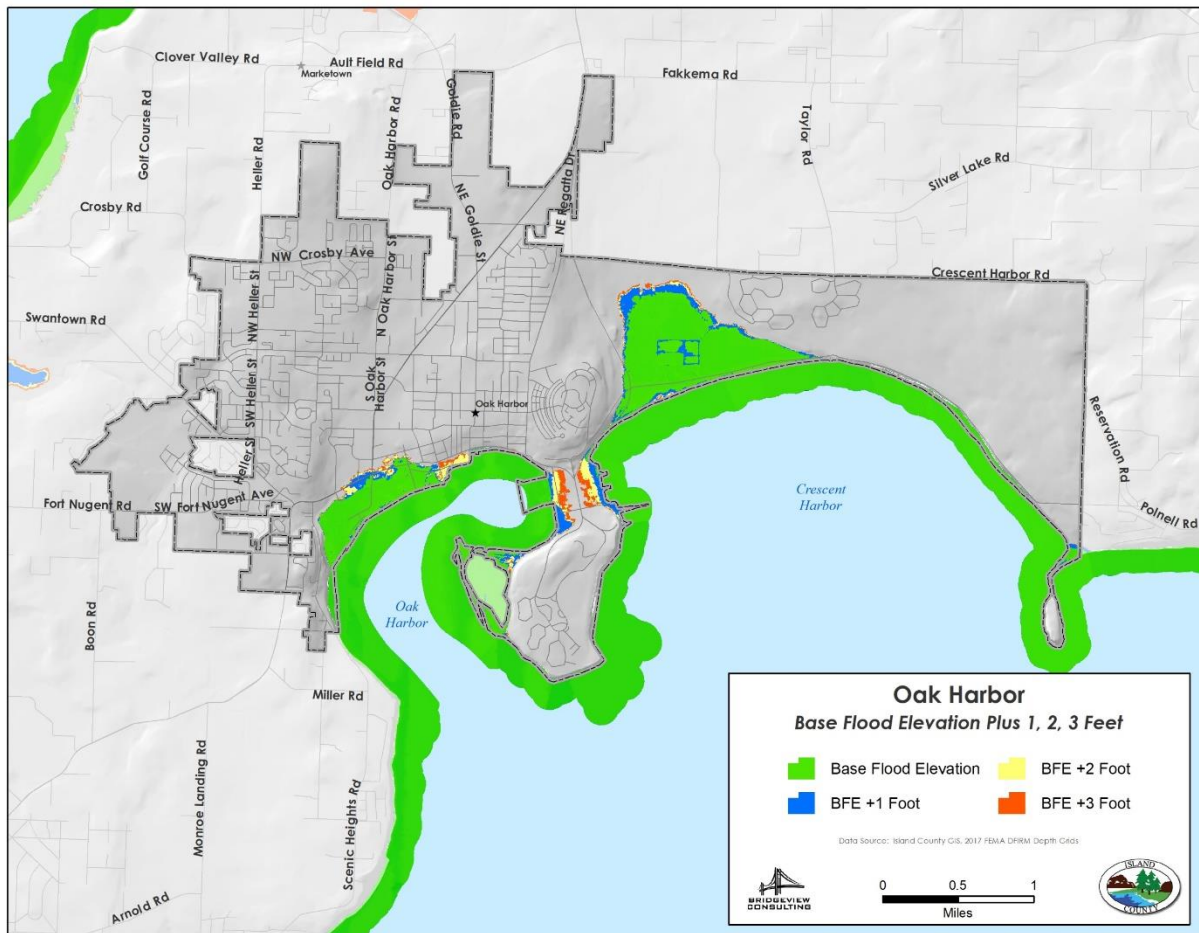 Clover Valley Rd
Ault Field Rd
Marketown
Fakkema Rd
Golf Course Rd
Heller Rd
Oak Harbor Rd
Goldie Rd
Taylor Rd
Silver Lake Rd
Crosby Rd
NE Goldie St
NE Regatta Dr
NW Crosby Ave
Crescent Harbor Rd
Swantown Rd
NW Heller St
N Oak Harbor St
S Oak
Harbor St
SW Heller St
Oak Harbor
Reservation Rd
Heller St
Fort Nugent Rd
SW Fort Nugent Ave
Polnell Rd
Crescent
Harbor
Oak
Harbor
Boon Rd
Miller Rd
Monroe Landing Rd
Scenic Heights Rd
Arnold Rd
Oak Harbor
Base Flood Elevation Plus 1, 2, 3 Feet
Base Flood Elevation
BFE +2 Foot
BFE +1 Foot
BFE +3 Foot
Data Source: Island County GIS, 2017 FEMA DFIRM Depth Grids
BRIDGEVIEW
CONSULTING
0 0.5 1
Miles
ISLAND
COUNTY